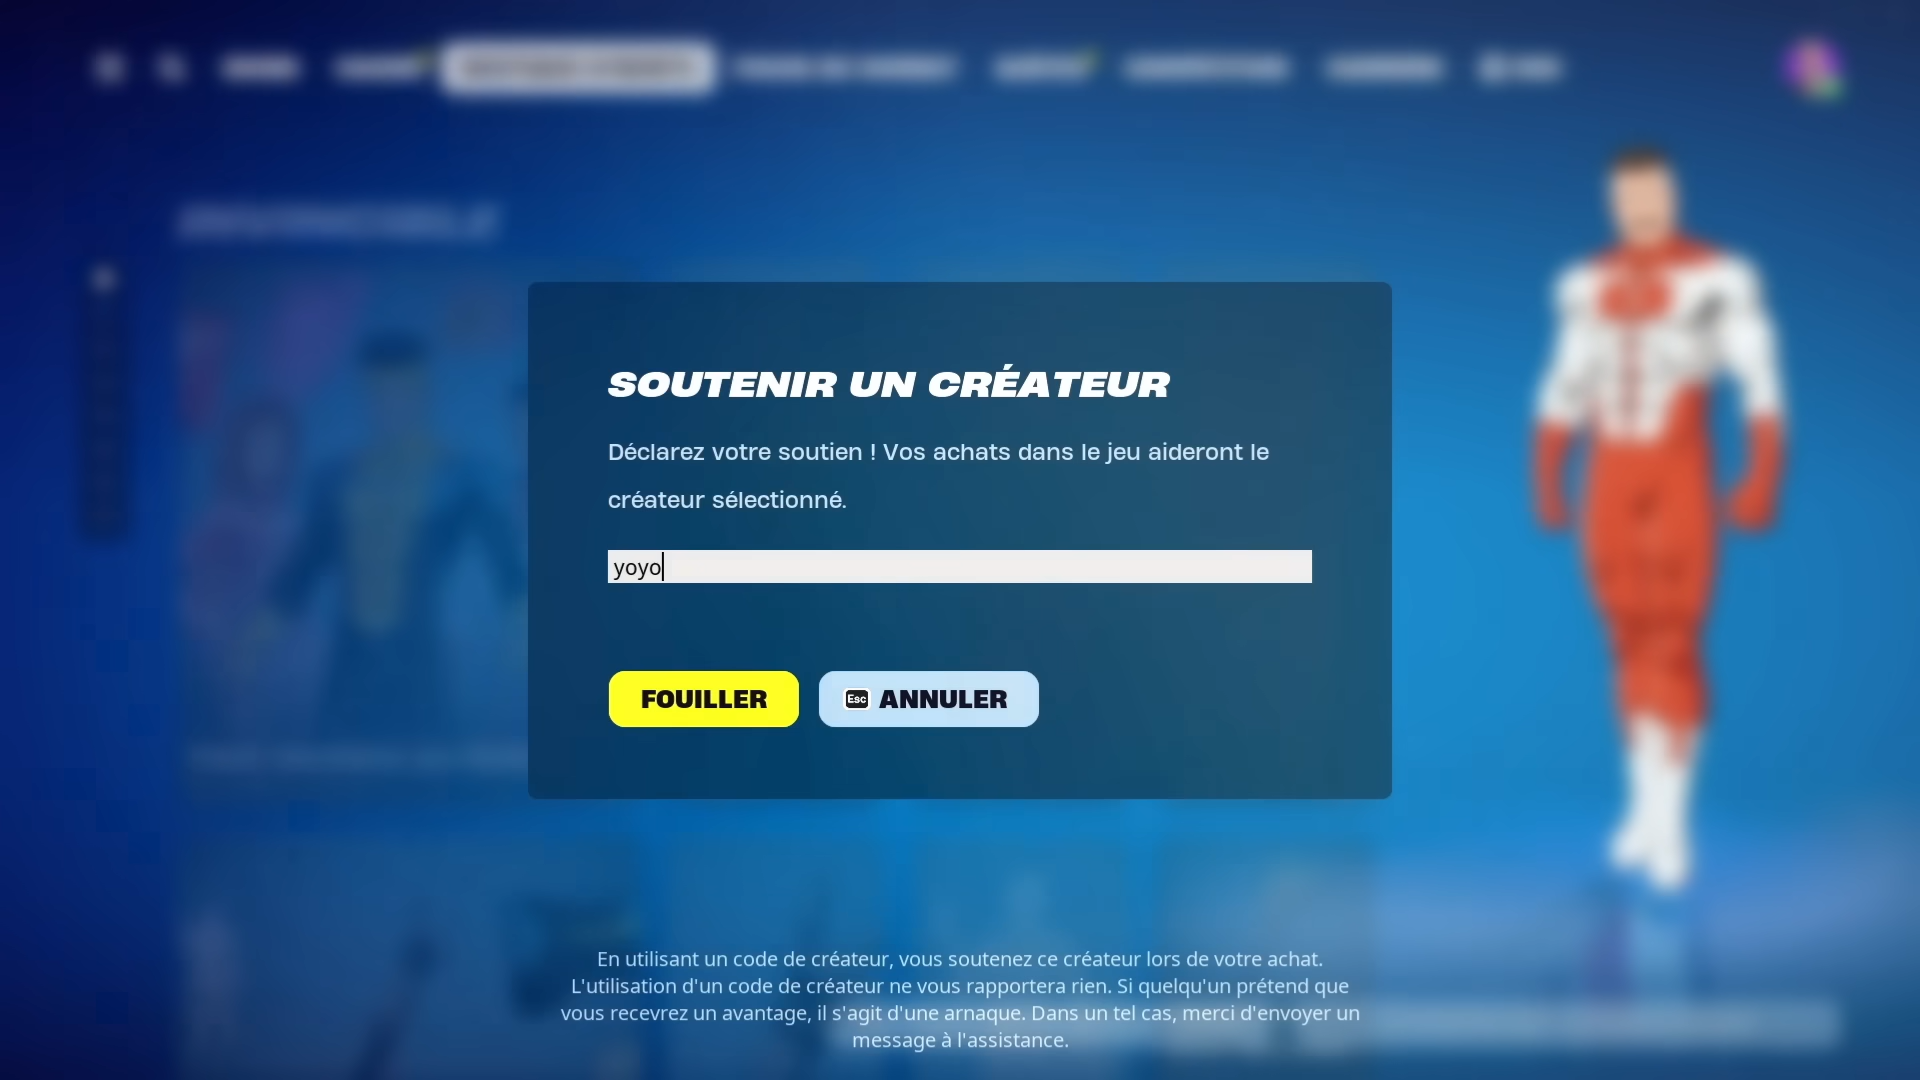 SOUTENIR UN CRÉATEUR
Déclarez votre soutien ! Vos achats dans le jeu aideront le
créateur sélectionné.
yoyo
FOUILLER
Esc ANNULER
En utilisant un code de créateur, vous soutenez ce créateur lors de votre achat.
L'utilisation d'un code de créateur ne vous rapportera rien. Si quelqu'un prétend que
vous recevrez un avantage, il s'agit d'une arnaque. Dans un tel cas, merci d'envoyer un
message à l'assistance.